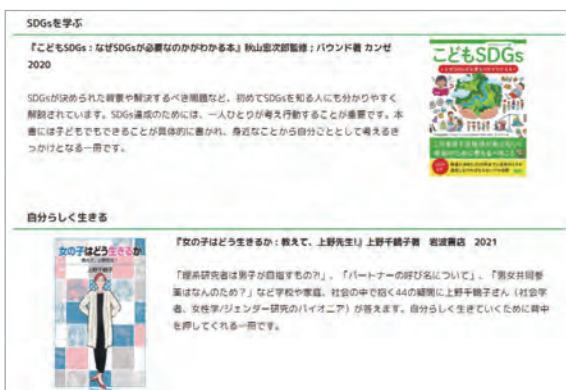 SDGsを学ぶ
『こどもSDGs：なぜSDGsが必要なのかがわかる本』秋山宏次郎監修；バウンド著 カンゼ
2020
SDGsが決められた背景や解決するべき問題など、初めてSDGsを知る人にも分かりやすく
解説されています。SDGs達成のためには、一人ひとりが考え行動することが重要です。本
書には子どもでもできることが具体的に書かれ、身近なことから自分ごととして考えるき
っかけとなる一冊です。
こどもSDGs
自分らしく生きる
『女の子はどう生きるか：教えて、上野先生!』上野千鶴子著 岩波書店 2021
「理系研究者は男子が目指すもの?!」、「パートナーの呼び名について」、「男女共同参
画はなんのため？」など学校や家庭、社会の中で抱く44の疑問に上野千鶴子さん（社会学
者、女性学/ジェンダー研究のパイオニア）が答えます。自分らしく生きていくために背中
を押してくれる一冊です。
女の子はどう生きるか
教えて、上野先生!
上野千鶴子